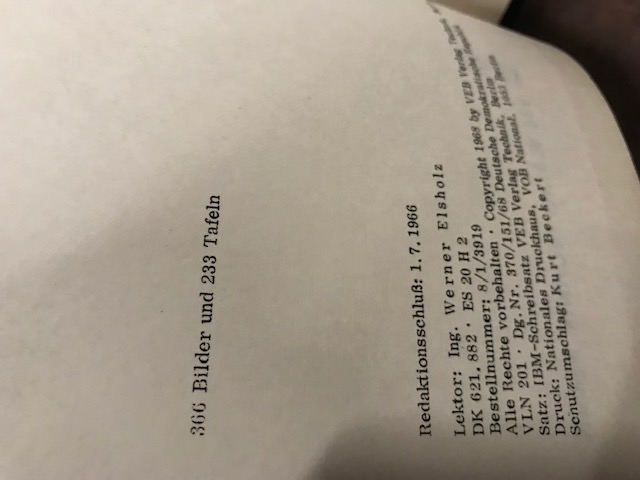 366 Bilder und 233 Tafeln
Redaktionsschluß: 1. 7. 1966
Lektor: Ing. Werner Elsholz
DK 621. 882 · ES 20 H 2
Bestellnummer: 8/1/3919
Alle Rechte vorbehalten · Copyright 1968 by VEB Verlag Technik,
VLN 201 · Dg. Nr. 370/151/68 Deutsche Demokratische Republik
Satz: IBM-Schreibsatz VEB Verlag Technik, Berlin
Druck: Nationales Druckhaus, VOB National, 1055 Berlin
Schutzumschlag: Kurt Beckert